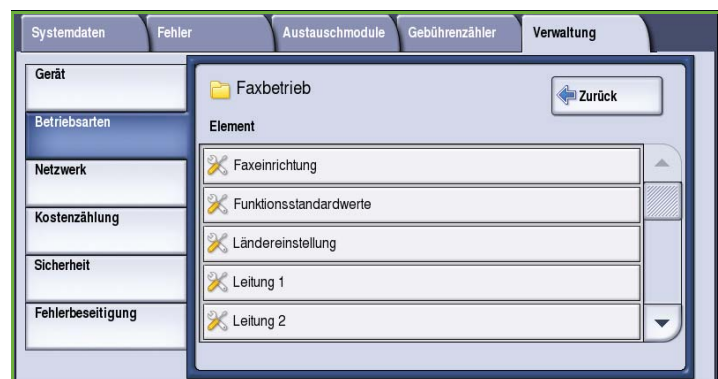 Systemdaten
Fehler
Austauschmodule
Gebührenzähler
Verwaltung
Gerät
Betriebsarten
Netzwerk
Kostenzählung
Sicherheit
Fehlerbeseitigung
Faxbetrieb
Zurück
Element
Faxeinrichtung
Funktionsstandardwerte
Ländereinstellung
Leitung 1
Leitung 2